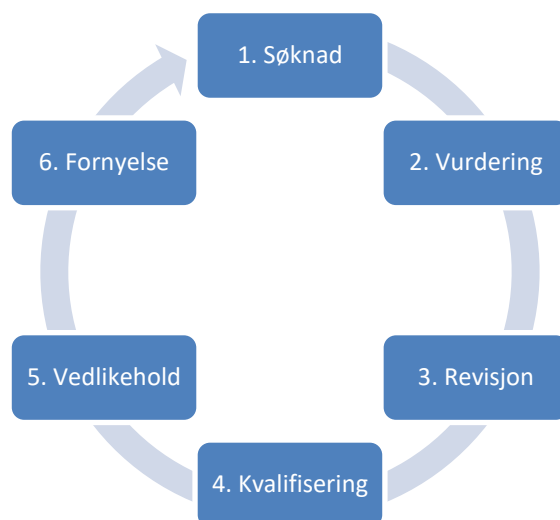 1. Søknad
2. Vurdering
3. Revisjon
4. Kvalifisering
5. Vedlikehold
6. Fornyelse